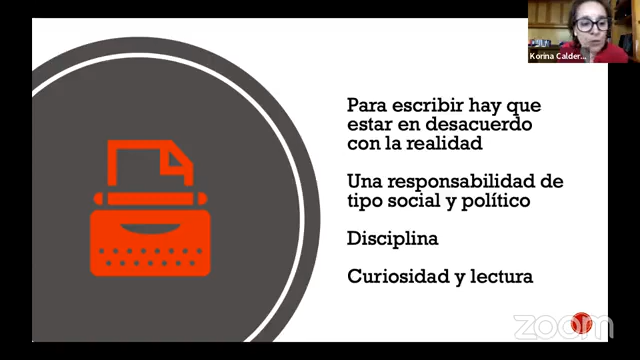 Korina Calder...
Para escribir hay que
estar en desacuerdo
con la realidad
Una responsabilidad de
tipo social y político
Disciplina
Curiosidad y lectura
zoom